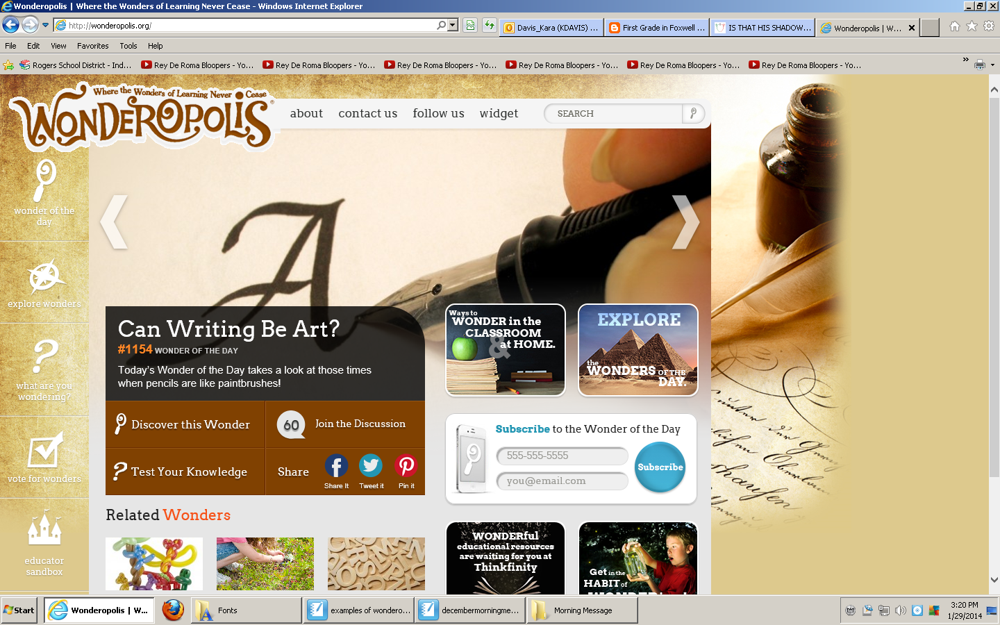 Wonderopolis | Where the Wonders of Learning Never Cease - Windows Internet Explorer
http://wonderopolis.org/
Davis_Kara (KDAVIS) ...
First Grade in Foxwell ...
IS THAT HIS SHADOW...
Wonderopolis | W...
File Edit View Favorites Tools Help
Rogers School District - Ind...
Rey De Roma Bloopers - Yo...
Rey De Roma Bloopers - Yo...
Rey De Roma Bloopers - Yo...
Rey De Roma Bloopers - Yo...
Rey De Roma Bloopers - Yo...
Rey De Roma Bloopers - Yo...
Where the Wonders of Learning Never Cease
WONDEROPOLIS®
about contact us follow us widget
SEARCH
wonder of the
day
explore wonders
what are you
wondering?
vote for wonders
educator
sandbox
A
Can Writing Be Art?
#1154 WONDER OF THE DAY
Today's Wonder of the Day takes a look at those times
when pencils are like paintbrushes!
Discover this Wonder
60 Join the Discussion
Test Your Knowledge
Share
Share It Tweet it Pin it
Ways to
WONDER in the
CLASSROOM
&
at HOME.
EXPLORE
the
WONDERS OF THE
DAY.
Subscribe to the Wonder of the Day
555-555-5555
you@email.com
Subscribe
Related Wonders
WONDERful
educational resources
are waiting for you at
Thinkfinity
Get in the
HABIT of
Start
Wonderopolis | W...
Fonts
examples of wondero...
decembermorningme...
Morning Message
3:20 PM
1/29/2014